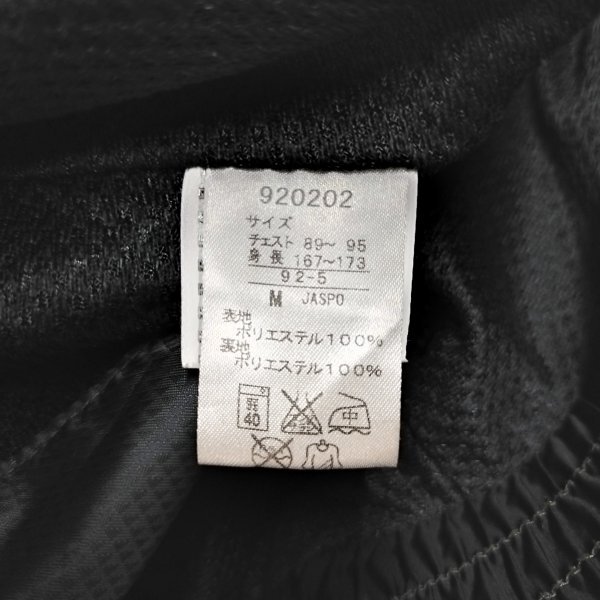 920202
サイズ
チェスト 89～ 95
身 長 167～173
92-5
M JASPO
表地
ポリエステル100%
裏地
ポリエステル100%
40
中